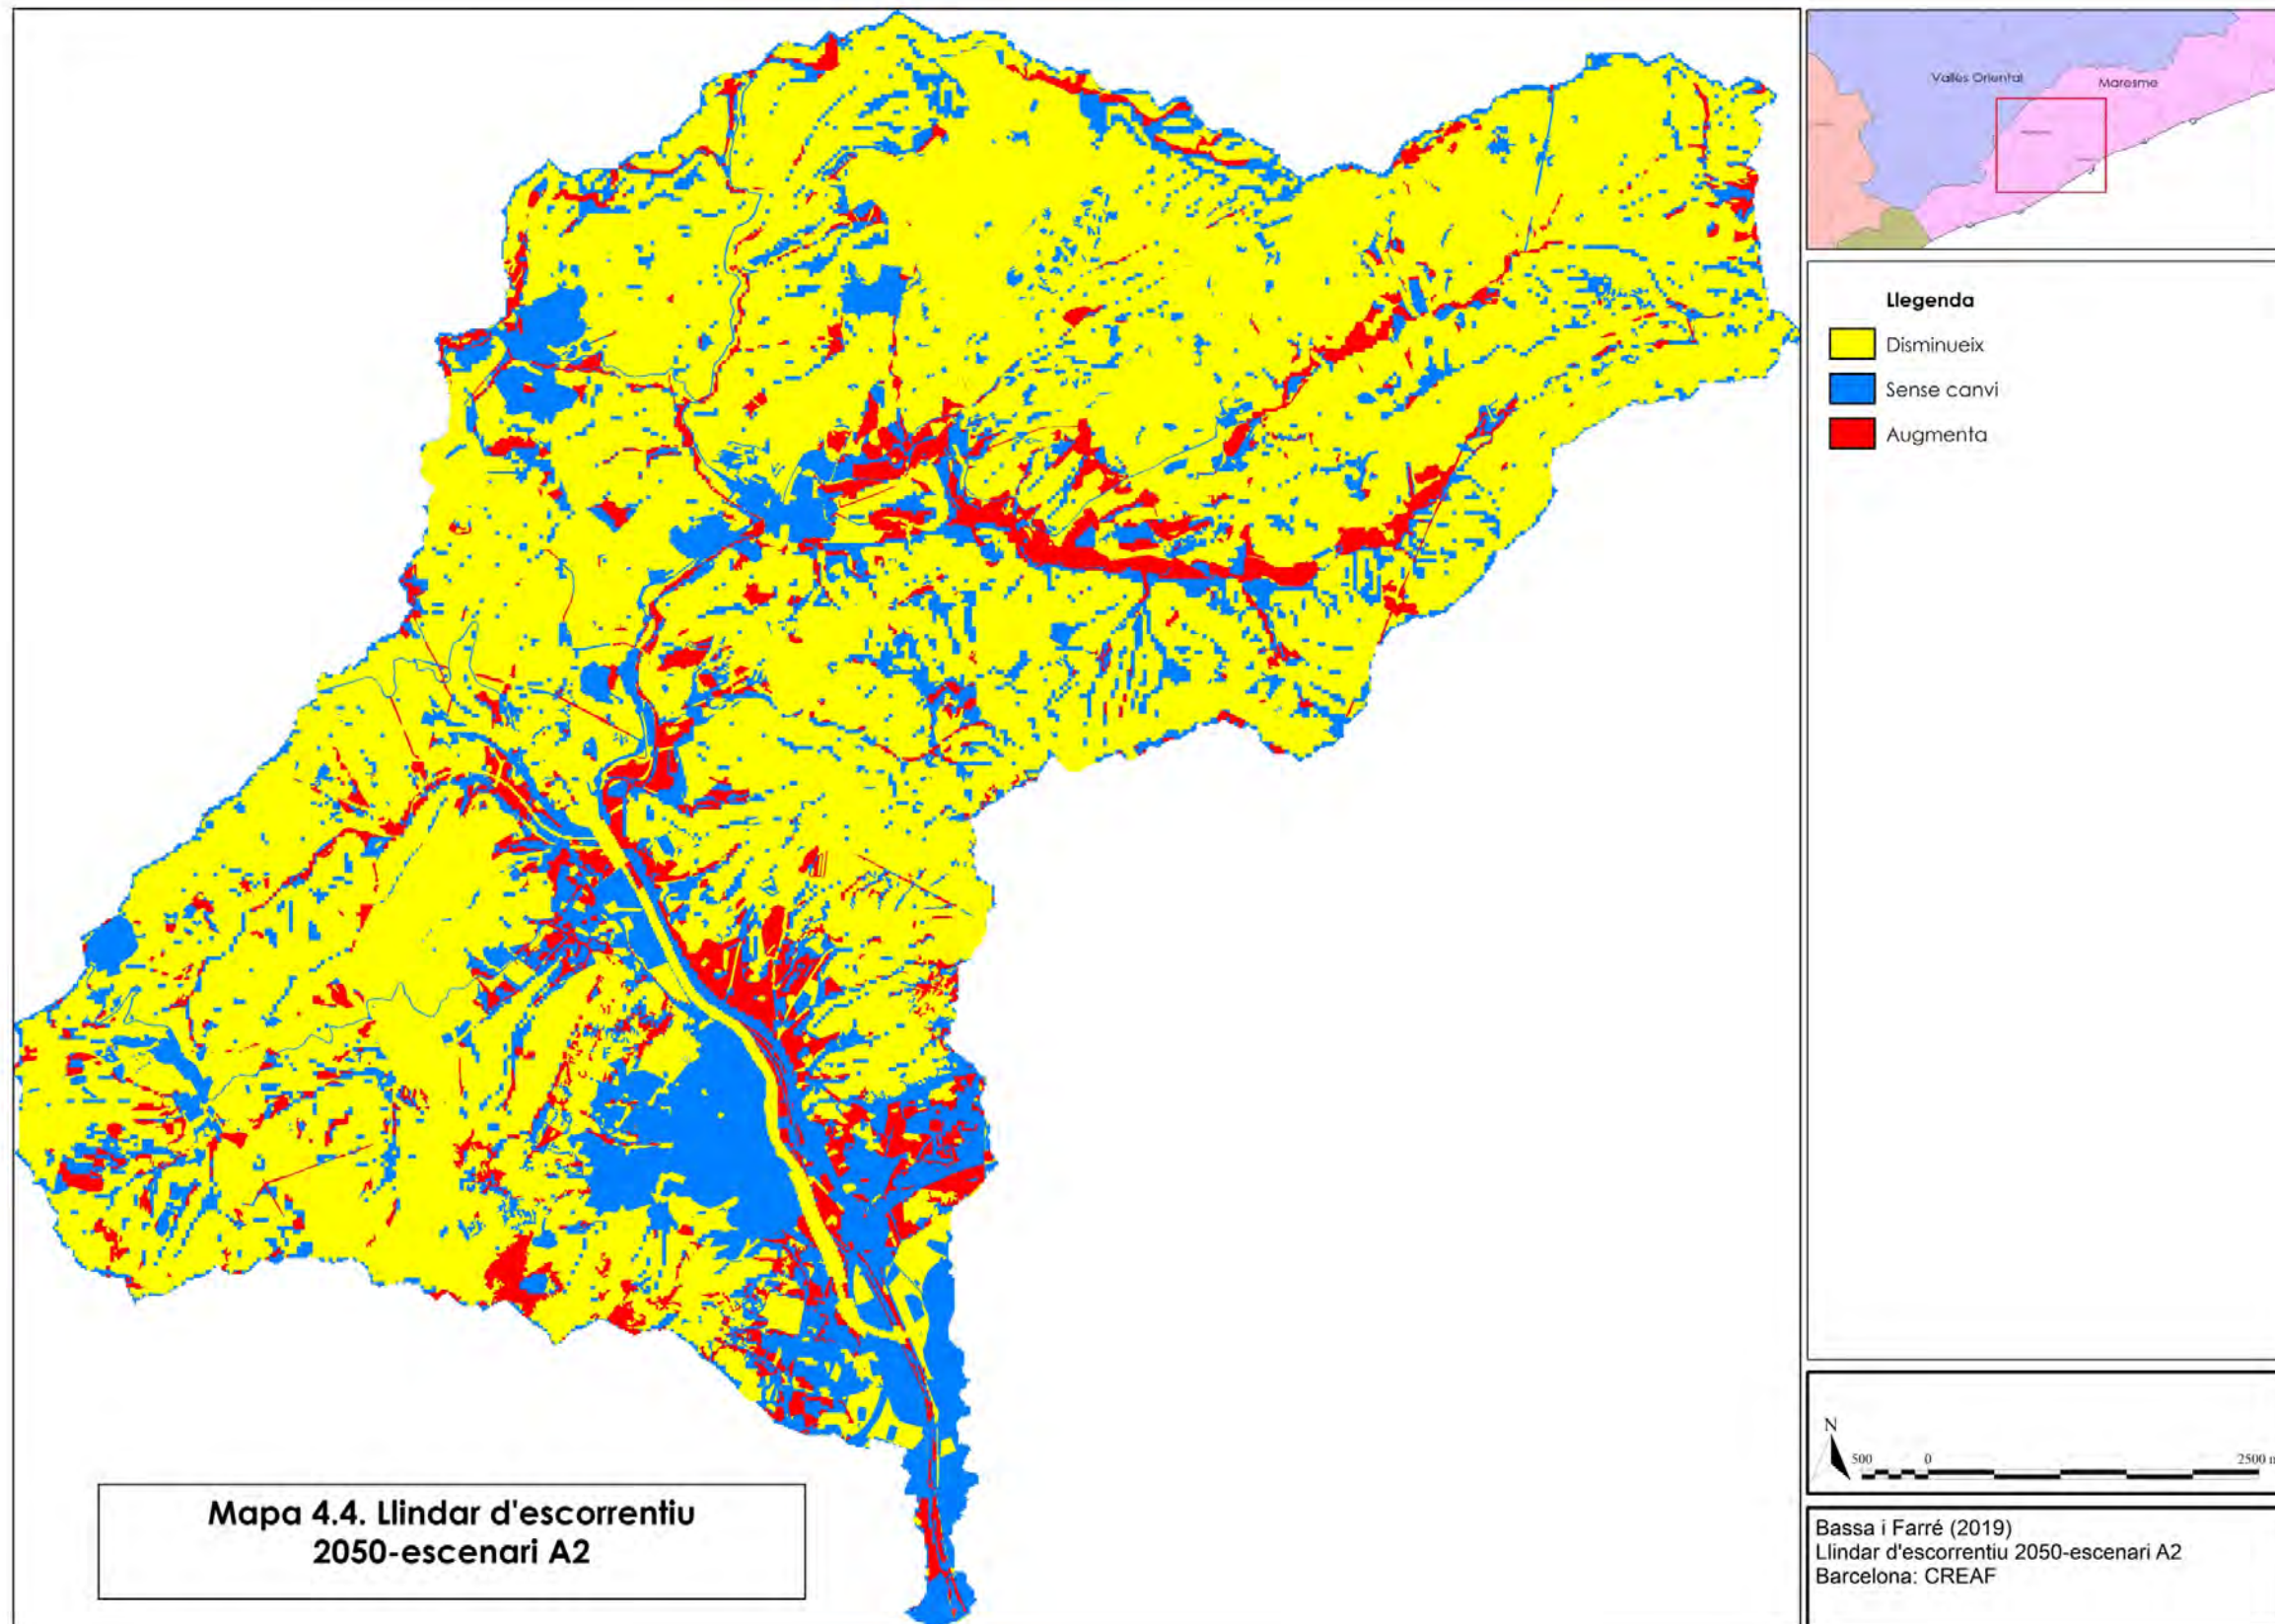 Vallès Oriental
Maresme
Llegenda
Disminueix
Sense canvi
Augmenta
N
500 0 2500 m
Mapa 4.4. Llindar d'escorrentiu
2050-escenari A2
Bassa i Farré (2019)
Llindar d'escorrentiu 2050-escenari A2
Barcelona: CREAF